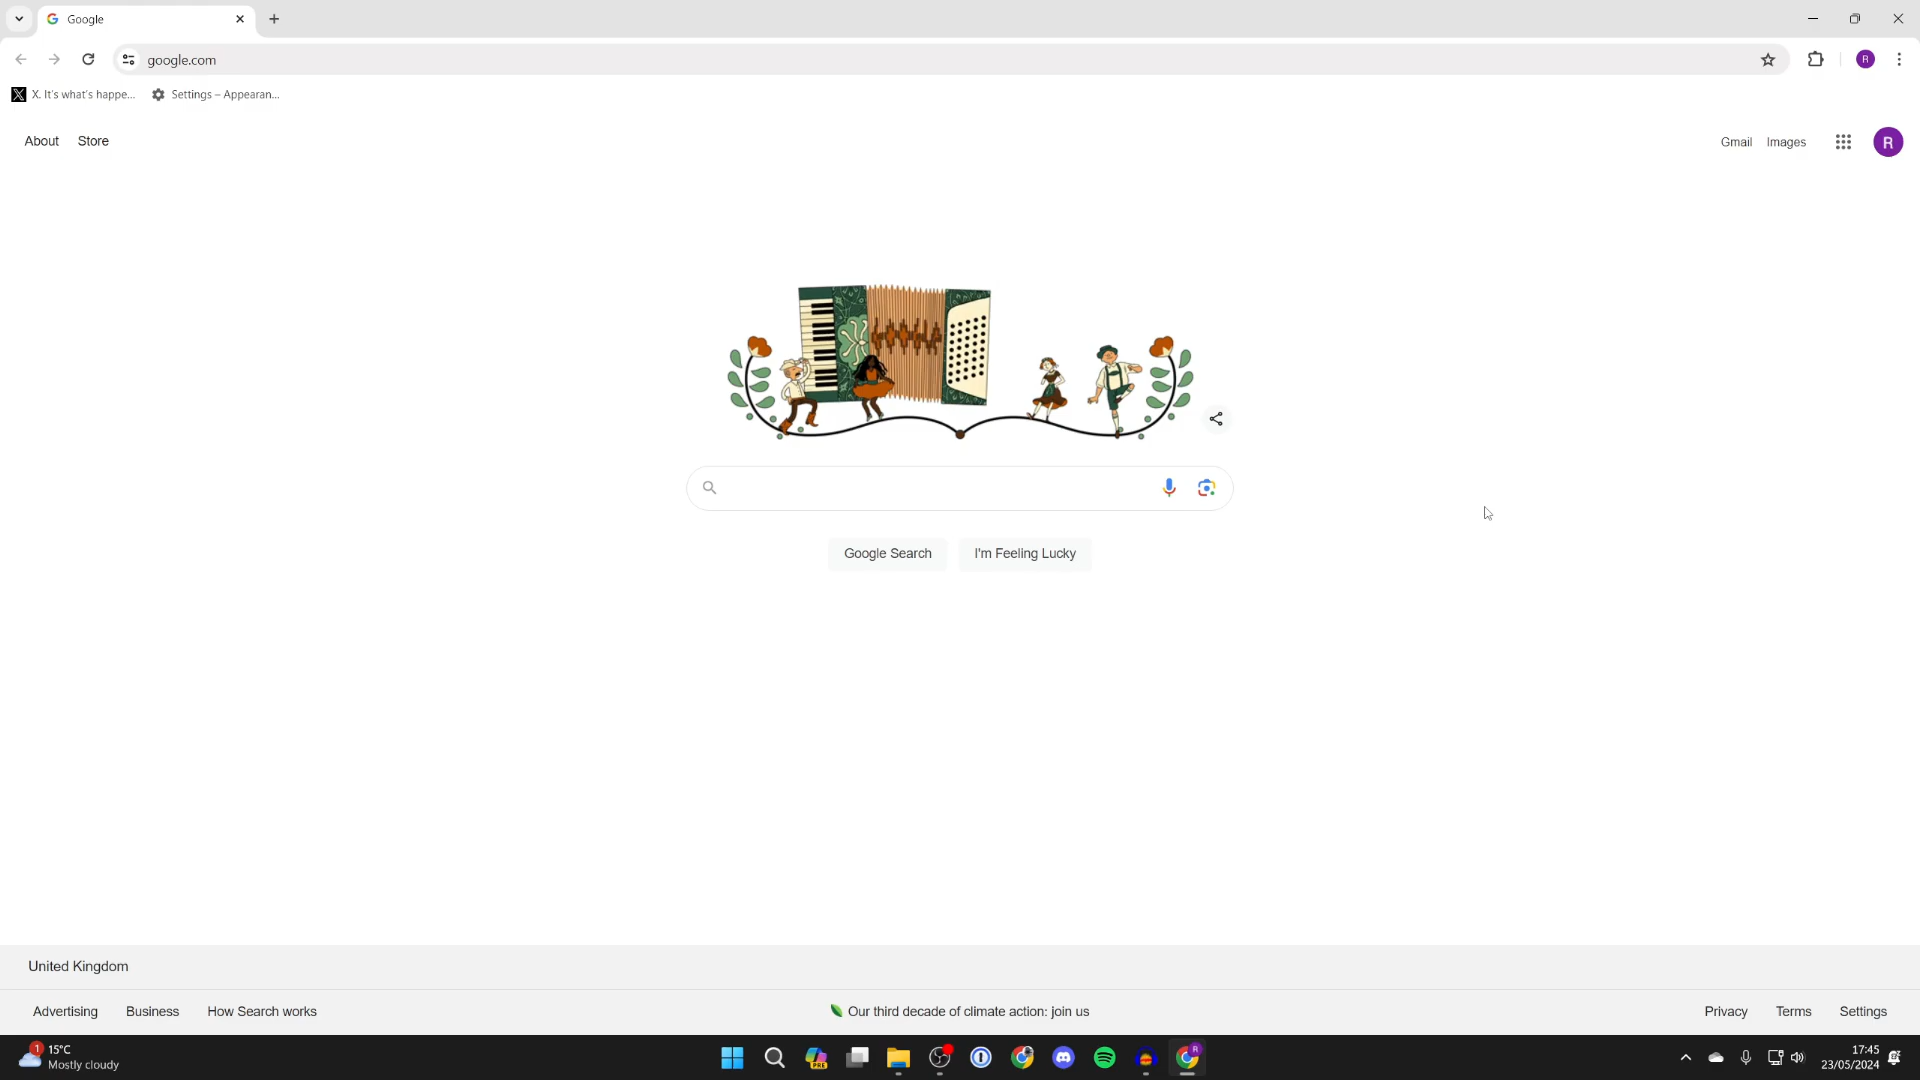 Google
google.com
X. It's what's happe...
Settings – Appearan...
About
Store
Gmail
Images
R
R
Google Search
I'm Feeling Lucky
United Kingdom
Advertising
Business
How Search works
Our third decade of climate action: join us
Privacy
Terms
Settings
1
15°C
Mostly cloudy
PRE
R
17:45
23/05/2024